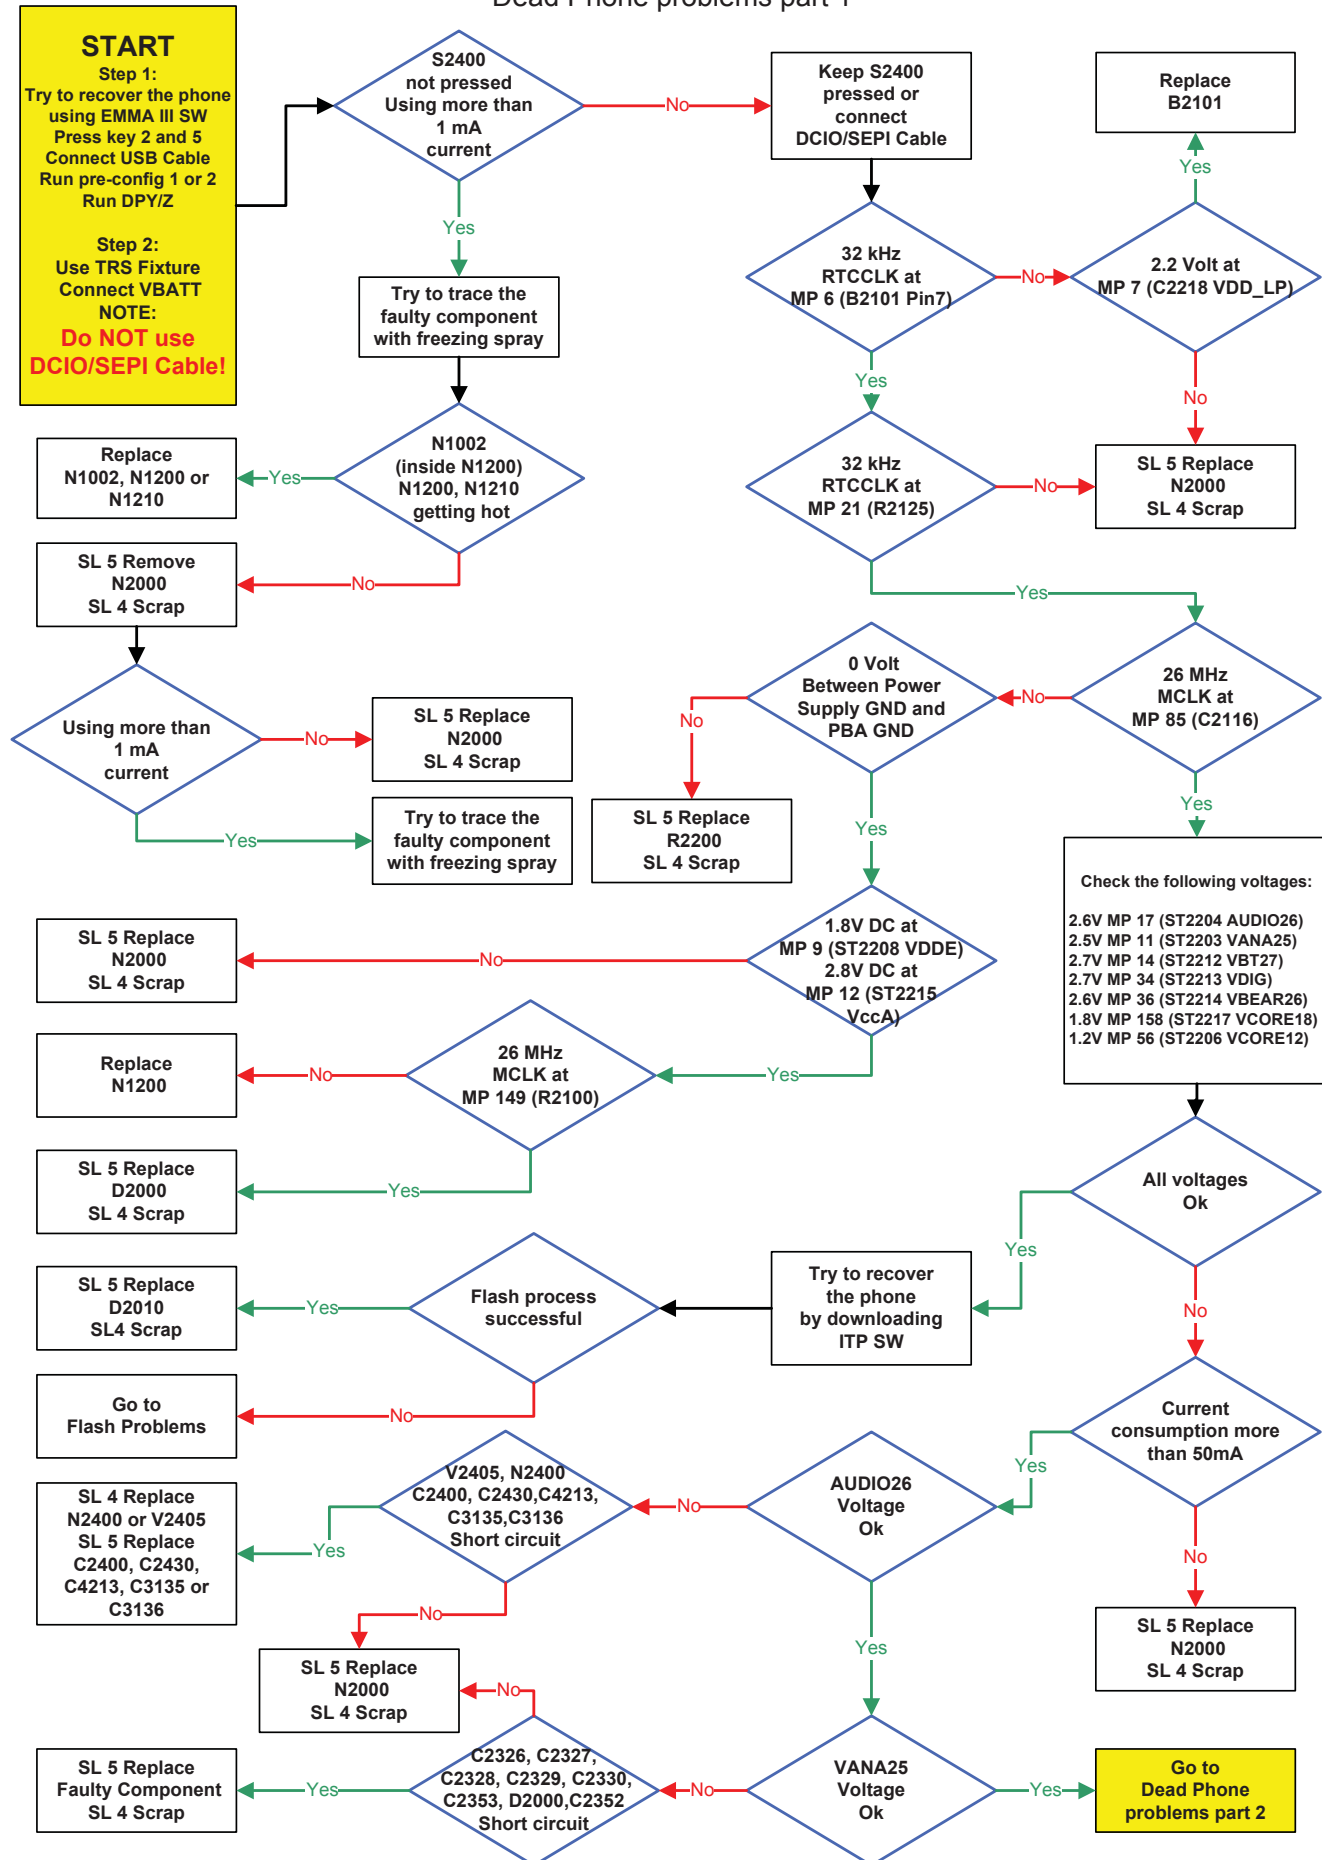 Dead Phone problems part 1
START
Step 1:
Try to recover the phone
using EMMA III SW
Press key 2 and 5
Connect USB Cable
Run pre-config 1 or 2
Run DPY/Z
Step 2:
Use TRS Fixture
Connect VBATT
NOTE:
Do NOT use
DCIO/SEPI Cable!
S2400
not pressed
Using more than
1 mA
current
No
Keep S2400
pressed or
connect
DCIO/SEPI Cable
Replace
B2101
Yes
Yes
Try to trace the
faulty component
with freezing spray
32 kHz
RTCCLK at
MP 6 (B2101 Pin7)
No
2.2 Volt at
MP 7 (C2218 VDD_LP)
Yes
No
N1002
(inside N1200)
N1200, N1210
getting hot
Yes
Replace
N1002, N1200 or
N1210
32 kHz
RTCCLK at
MP 21 (R2125)
No
SL 5 Replace
N2000
SL 4 Scrap
No
SL 5 Remove
N2000
SL 4 Scrap
Yes
0 Volt
Between Power
Supply GND and
PBA GND
No
26 MHz
MCLK at
MP 85 (C2116)
Using more than
1 mA
current
No
SL 5 Replace
N2000
SL 4 Scrap
No
Yes
Try to trace the
faulty component
with freezing spray
SL 5 Replace
R2200
SL 4 Scrap
Yes
Yes
Check the following voltages:
2.6V MP 17 (ST2204 AUDIO26)
2.5V MP 11 (ST2203 VANA25)
2.7V MP 14 (ST2212 VBT27)
2.7V MP 34 (ST2213 VDIG)
2.6V MP 36 (ST2214 VBEAR26)
1.8V MP 158 (ST2217 VCORE18)
1.2V MP 56 (ST2206 VCORE12)
SL 5 Replace
N2000
SL 4 Scrap
No
1.8V DC at
MP 9 (ST2208 VDDE)
2.8V DC at
MP 12 (ST2215
VccA)
Replace
N1200
No
26 MHz
MCLK at
MP 149 (R2100)
Yes
SL 5 Replace
D2000
SL 4 Scrap
Yes
All voltages
Ok
Yes
No
SL 5 Replace
D2010
SL4 Scrap
Yes
Flash process
successful
Try to recover
the phone
by downloading
ITP SW
Go to
Flash Problems
No
Current
consumption more
than 50mA
Yes
No
SL 4 Replace
N2400 or V2405
SL 5 Replace
C2400, C2430,
C4213, C3135 or
C3136
Yes
V2405, N2400
C2400, C2430,C4213,
C3135,C3136
Short circuit
No
AUDIO26
Voltage
Ok
No
Yes
SL 5 Replace
N2000
SL 4 Scrap
SL 5 Replace
N2000
SL 4 Scrap
No
SL 5 Replace
Faulty Component
SL 4 Scrap
Yes
C2326, C2327,
C2328, C2329, C2330,
C2353, D2000,C2352
Short circuit
No
VANA25
Voltage
Ok
Yes
Go to
Dead Phone
problems part 2